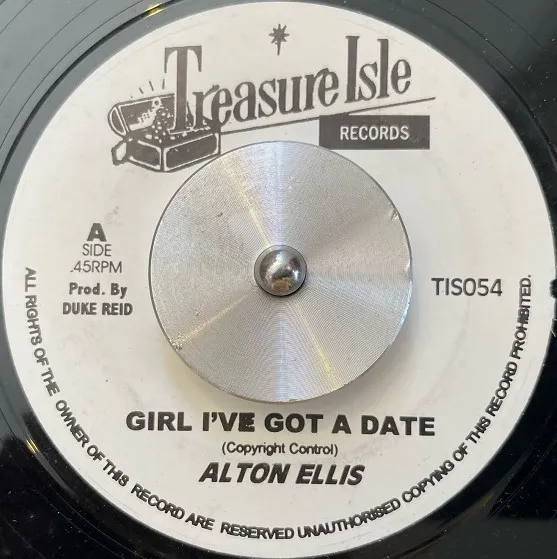 Treasure Isle
RECORDS
A
SIDE
.45RPM
Prod. By
DUKE REID
TIS054
GIRL I'VE GOT A DATE
(Copyright Control)
ALTON ELLIS
ALL RIGHTS OF THE OWNER OF THIS RECORD ARE RESERVED UNAUTHORISED COPYING OF THIS RECORD PROHIBITED.